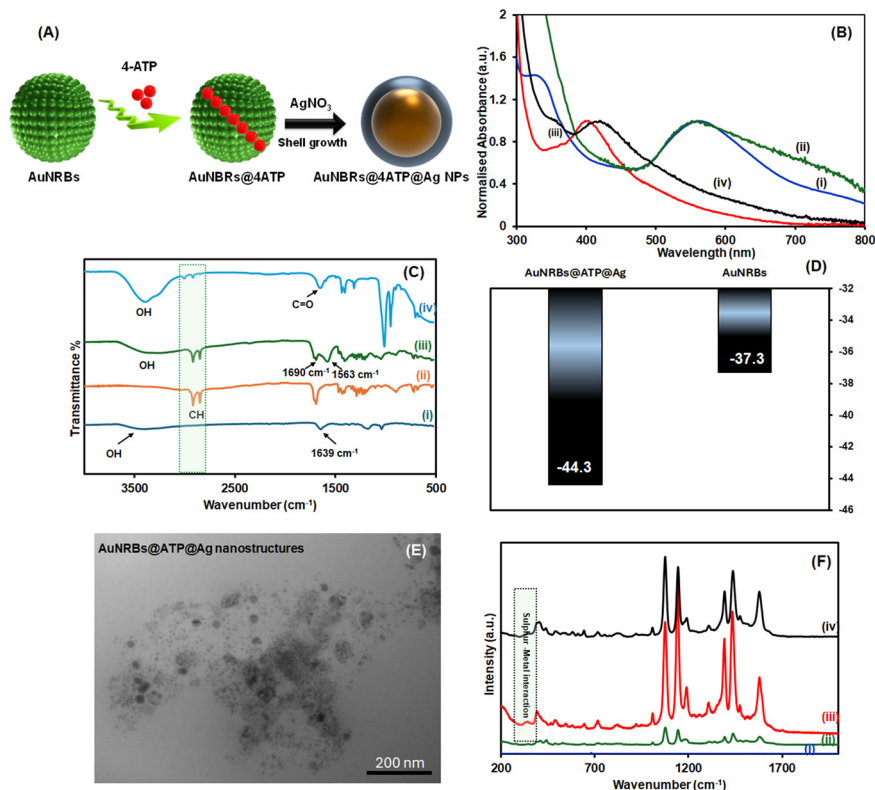 (A)
4-ATP
AgNO₃
Shell growth
AuNRBs
AuNBRs@4ATP
AuNBRs@4ATP@Ag NPs
(B)
Normalised Absorbance (a.u.)
2
1.6
1.2
0.8
0.4
0
300
400
500
600
700
800
Wavelength (nm)
(iii)
(ii)
(iv)
(i)
(C)
Transmittance %
OH
C=O
(iv)
OH
1690 cm⁻¹
1563 cm⁻¹
(iii)
(ii)
CH
(i)
OH
1639 cm⁻¹
3500
2500
1500
500
Wavenumber (cm⁻¹)
AuNRBs@ATP@Ag
AuNRBs
(D)
-32
-34
-36
-38
-40
-42
-44
-46
-37.3
-44.3
AuNRBs@ATP@Ag nanostructures
(E)
200 nm
(F)
Intensity (a.u.)
Sulphur -Metal interaction
(iv)
(iii)
(ii)
(i)
200
700
1200
1700
Wavenumber (cm⁻¹)